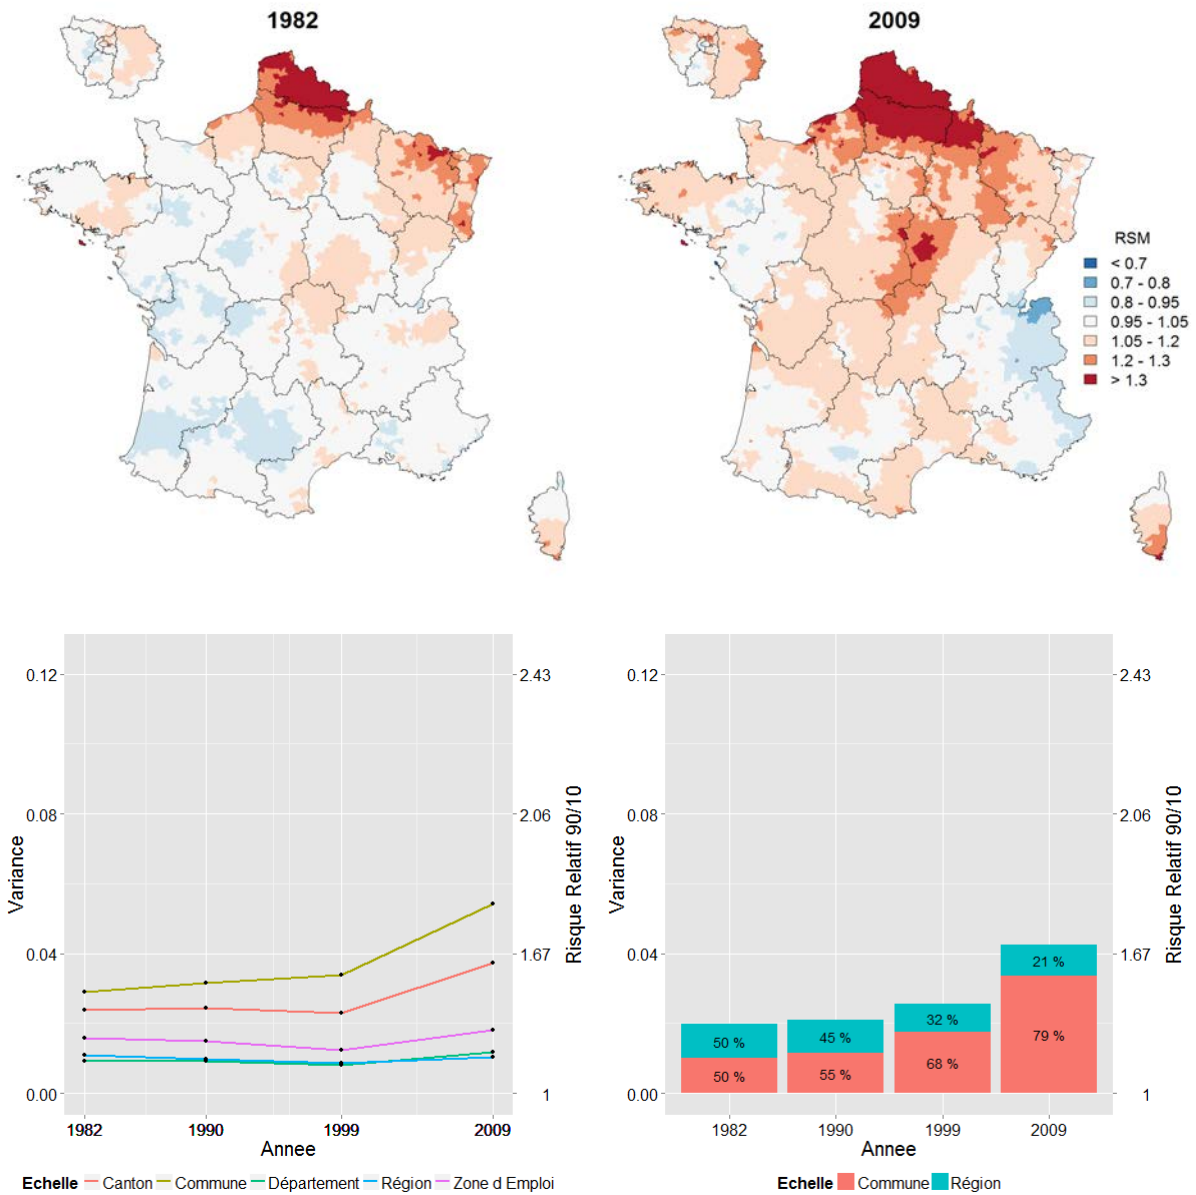 1982
2009
RSM
< 0.7
0.7 - 0.8
0.8 - 0.95
0.95 - 1.05
1.05 - 1.2
1.2 - 1.3
> 1.3
Variance
0.12
0.08
0.04
0.00
2.43
2.06
1.67
1
Risque Relatif 90/10
1982
1990
1999
2009
Annee
Echelle Canton Commune Département Région Zone d Emploi
Variance
0.12
0.08
0.04
0.00
50 %
50 %
45 %
55 %
32 %
68 %
21 %
79 %
2.43
2.06
1.67
1
Risque Relatif 90/10
1982
1990
1999
2009
Annee
Echelle Commune Région